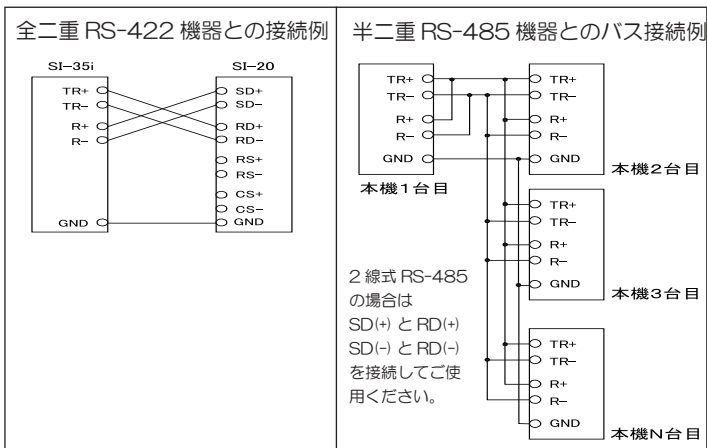 全二重 RS-422 機器との接続例
SI-35i
SI-20
TR+
TR-
R+
R-
GND
SD+
SD-
RD+
RD-
RS+
RS-
CS+
CS-
GND
半二重 RS-485 機器とのバス接続例
TR+
TR-
R+
R-
GND
本機1台目
TR+
TR-
R+
R-
GND
本機2台目
TR+
TR-
R+
R-
GND
本機3台目
2 線式 RS-485
の場合は
SD(+) と RD(+)
SD(-) と RD(-)
を接続してご使
用ください。
TR+
TR-
R+
R-
GND
本機N台目